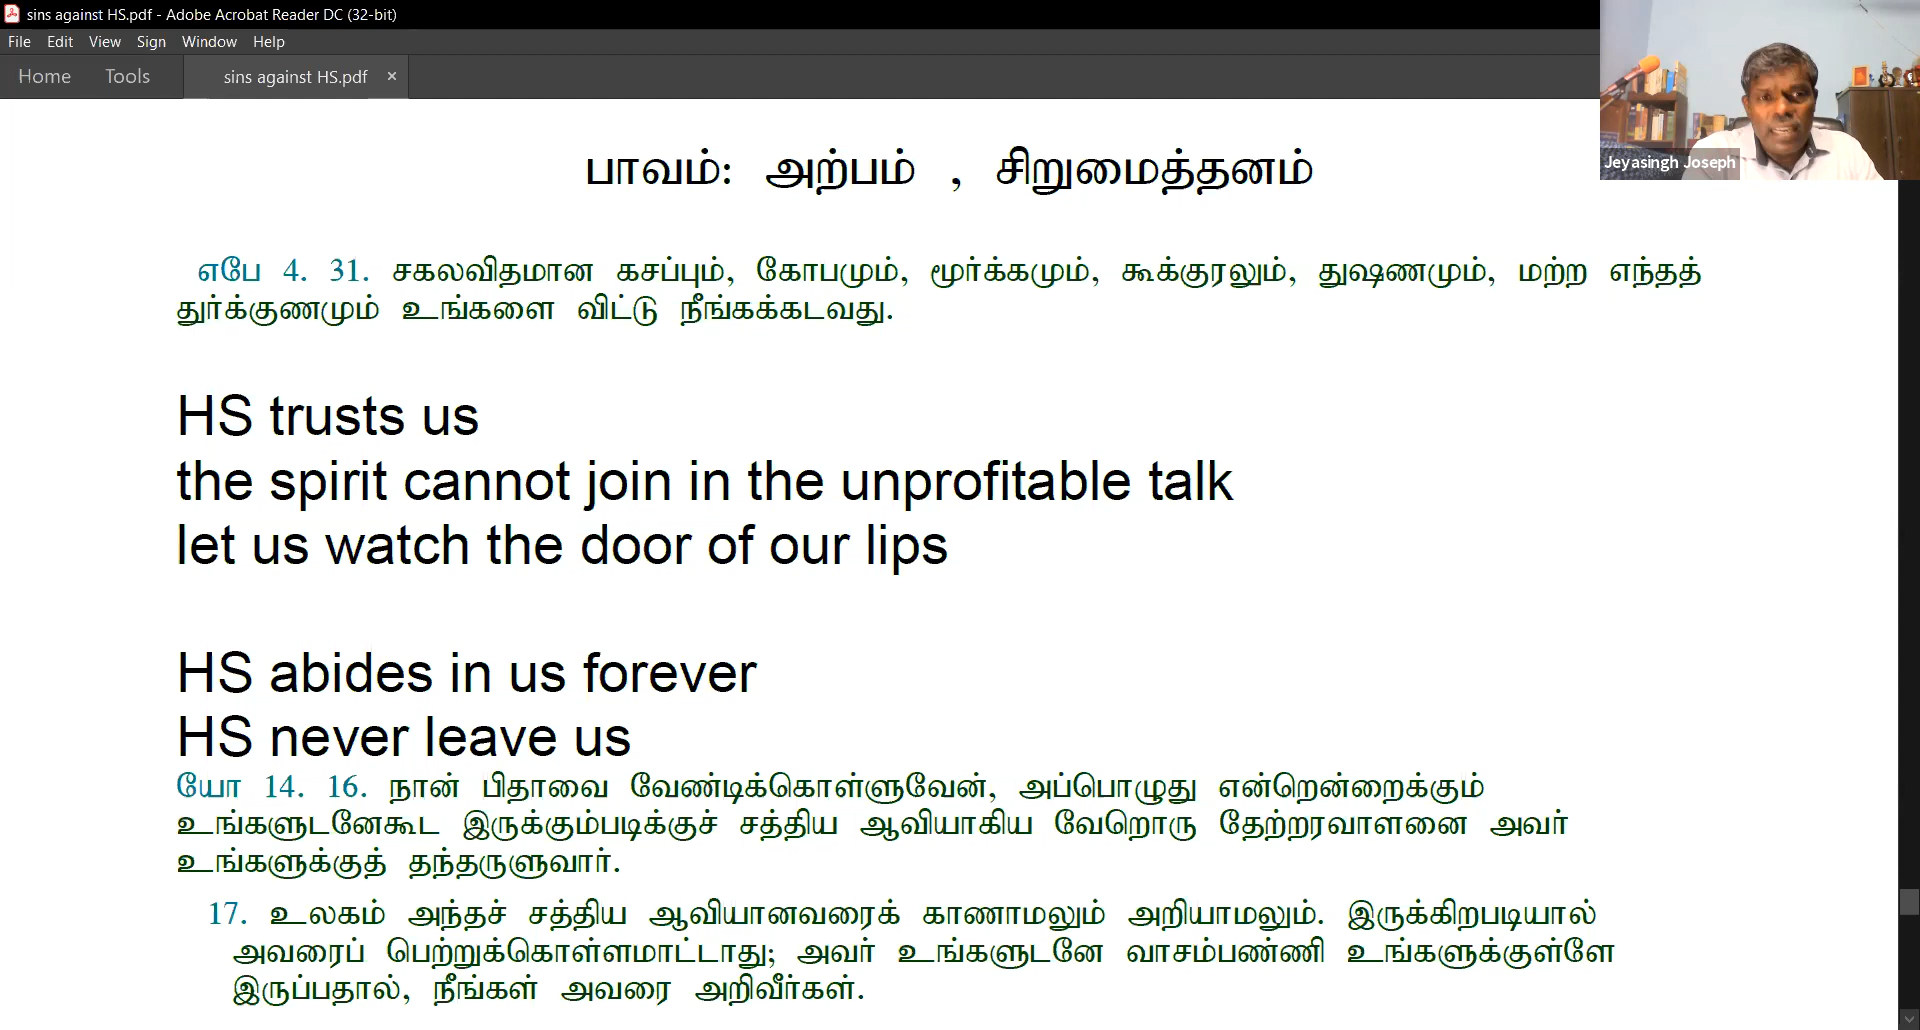 sins against HS.pdf - Adobe Acrobat Reader DC (32-bit)
File Edit View Sign Window Help
Home Tools sins against HS.pdf ×
Jeyasingh Joseph
பாவம்: அற்பம் , சிறுமைத்தனம்
எபே 4. 31. சகலவிதமான கசப்பும், கோபமும், மூர்க்கமும், கூக்குரலும், துஷணமும், மற்ற எந்தத்
துர்க்குணமும் உங்களை விட்டு நீங்கக்கடவது.
HS trusts us
the spirit cannot join in the unprofitable talk
let us watch the door of our lips
HS abides in us forever
HS never leave us
யோ 14. 16. நான் பிதாவை வேண்டிக்கொள்ளுவேன், அப்பொழுது என்றென்றைக்கும்
உங்களுடனேகூட இருக்கும்படிக்குச் சத்திய ஆவியாகிய வேறொரு தேற்றரவாளனை அவர்
உங்களுக்குத் தந்தருளுவார்.
17. உலகம் அந்தச் சத்திய ஆவியானவரைக் காணாமலும் அறியாமலும். இருக்கிறபடியால்
அவரைப் பெற்றுக்கொள்ளமாட்டாது; அவர் உங்களுடனே வாசம்பண்ணி உங்களுக்குள்ளே
இருப்பதால், நீங்கள் அவரை அறிவீர்கள்.